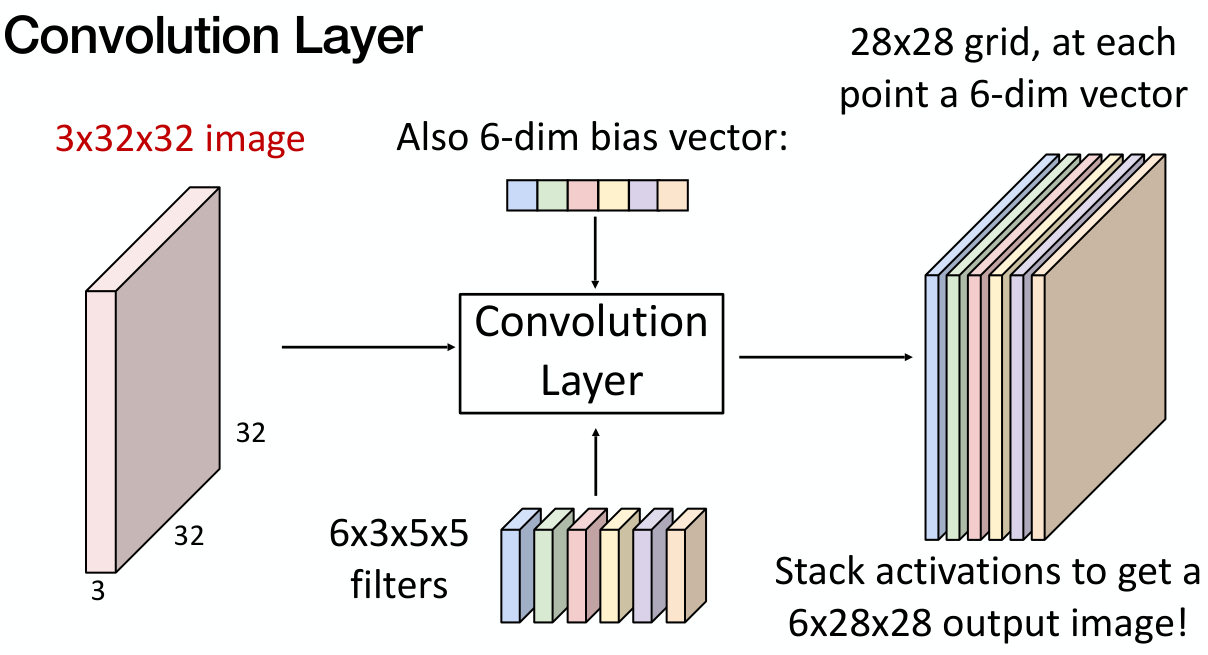 Convolution Layer
3x32x32 image
32
32
3
Also 6-dim bias vector:
Convolution
Layer
6x3x5x5
filters
28x28 grid, at each
point a 6-dim vector
Stack activations to get a
6x28x28 output image!